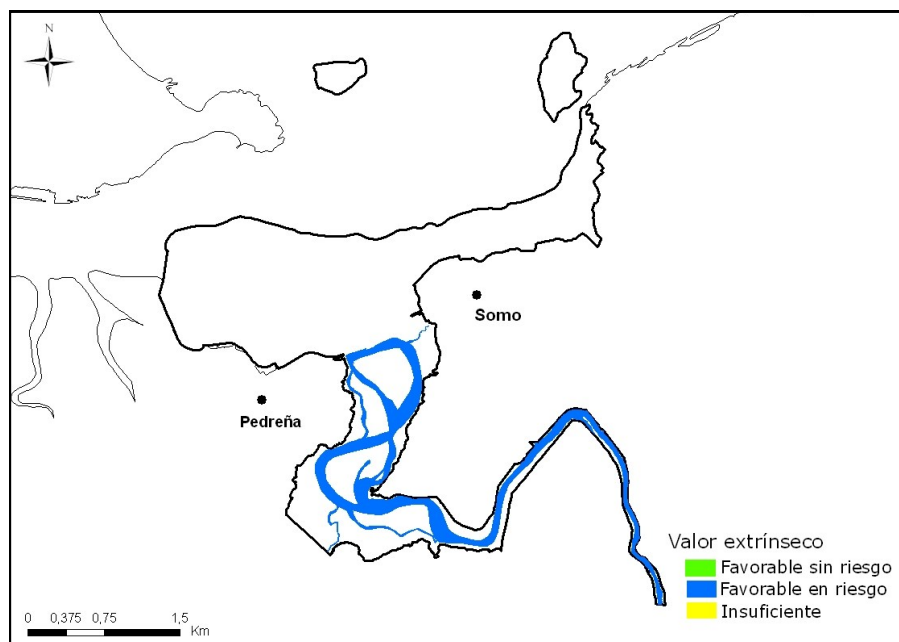 N
Somo
Pedreña
Valor extrínseco
Favorable sin riesgo
Favorable en riesgo
Insuficiente
0 0,375 0,75 1,5
Km